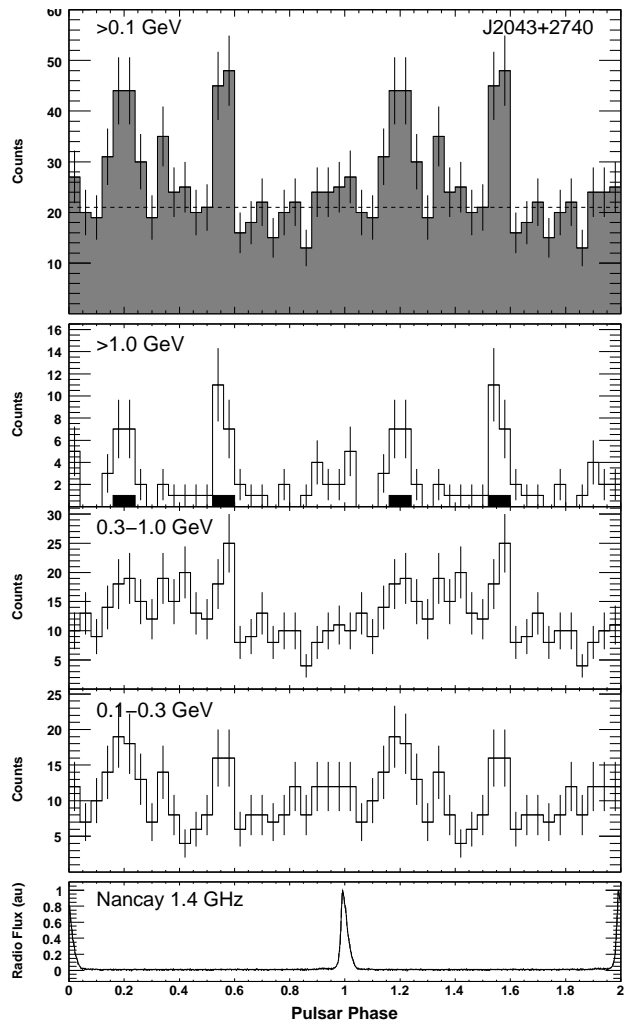 >0.1 GeV J2043+2740
60
50
40
30
20
10
Counts
>1.0 GeV
16
14
12
10
8
6
4
2
Counts
0.3−1.0 GeV
30
25
20
15
10
5
Counts
0.1−0.3 GeV
25
20
15
10
5
Counts
Nancay 1.4 GHz
1
0.8
0.6
0.4
0.2
0
Radio Flux (au)
0 0.2 0.4 0.6 0.8 1 1.2 1.4 1.6 1.8 2
Pulsar Phase